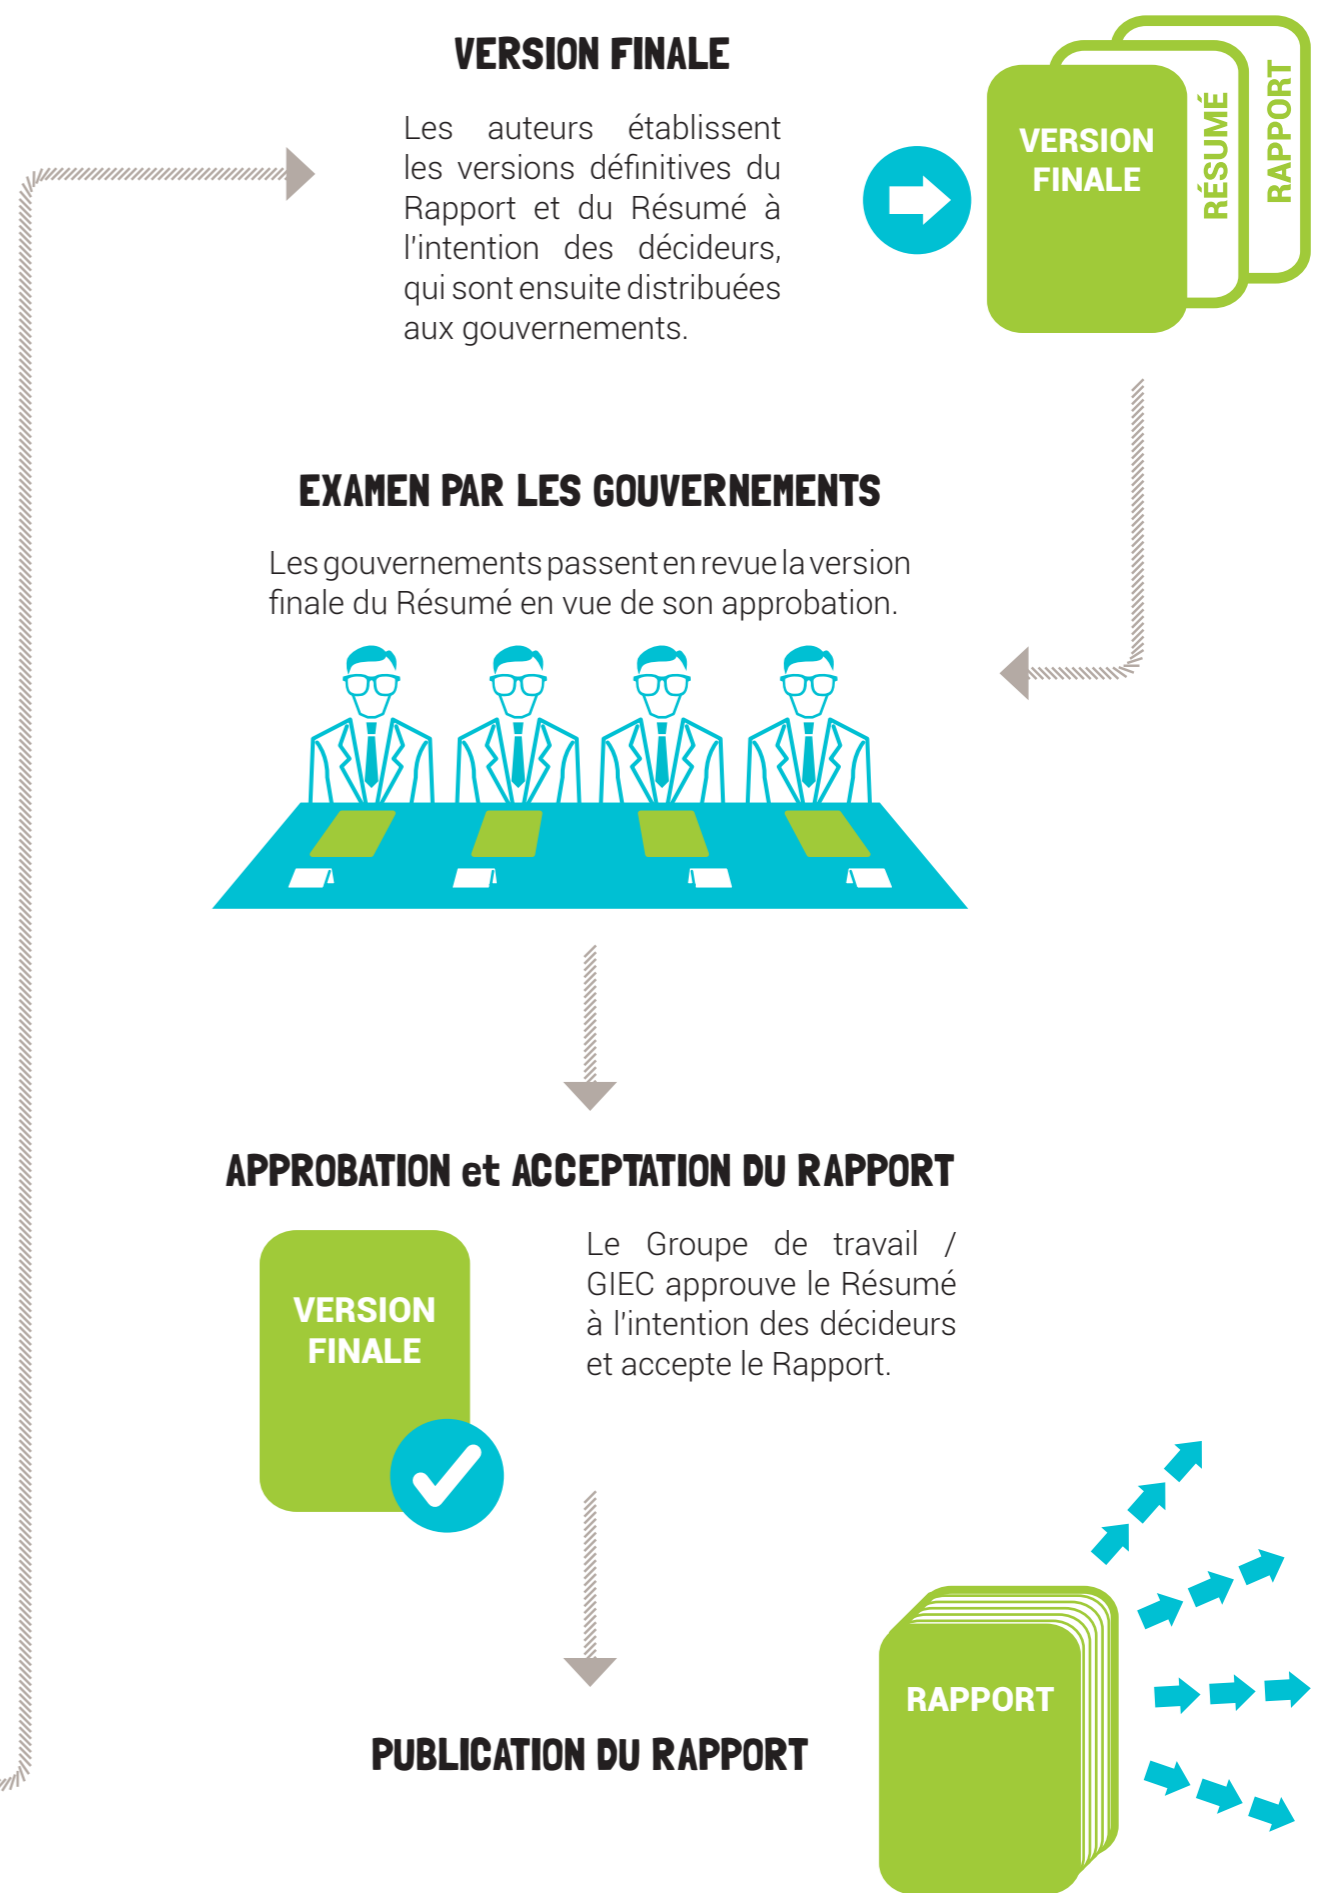 VERSION FINALE
Les auteurs établissent
les versions définitives du
Rapport et du Résumé à
l'intention des décideurs,
qui sont ensuite distribuées
aux gouvernements.
VERSION
FINALE
RÉSUMÉ
RAPPORT
EXAMEN PAR LES GOUVERNEMENTS
Les gouvernements passent en revue la version
finale du Résumé en vue de son approbation.
APPROBATION et ACCEPTATION DU RAPPORT
VERSION
FINALE
Le Groupe de travail /
GIEC approuve le Résumé
à l'intention des décideurs
et accepte le Rapport.
RAPPORT
PUBLICATION DU RAPPORT